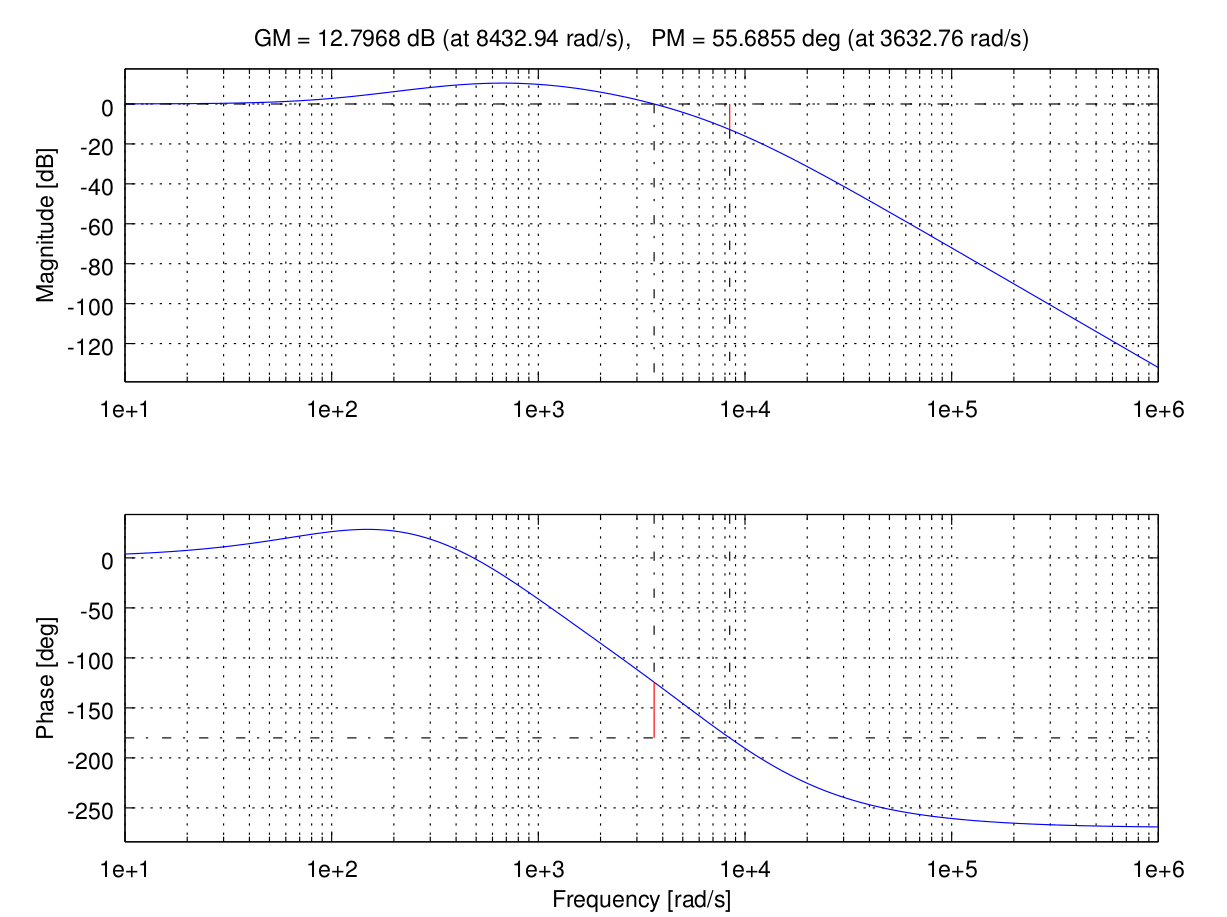 GM = 12.7968 dB (at 8432.94 rad/s),   PM = 55.6855 deg (at 3632.76 rad/s)
0
-20
-40
-60
-80
-100
-120
Magnitude [dB]
1e+1 1e+2 1e+3 1e+4 1e+5 1e+6
0
-50
-100
-150
-200
-250
Phase [deg]
1e+1 1e+2 1e+3 1e+4 1e+5 1e+6
Frequency [rad/s]